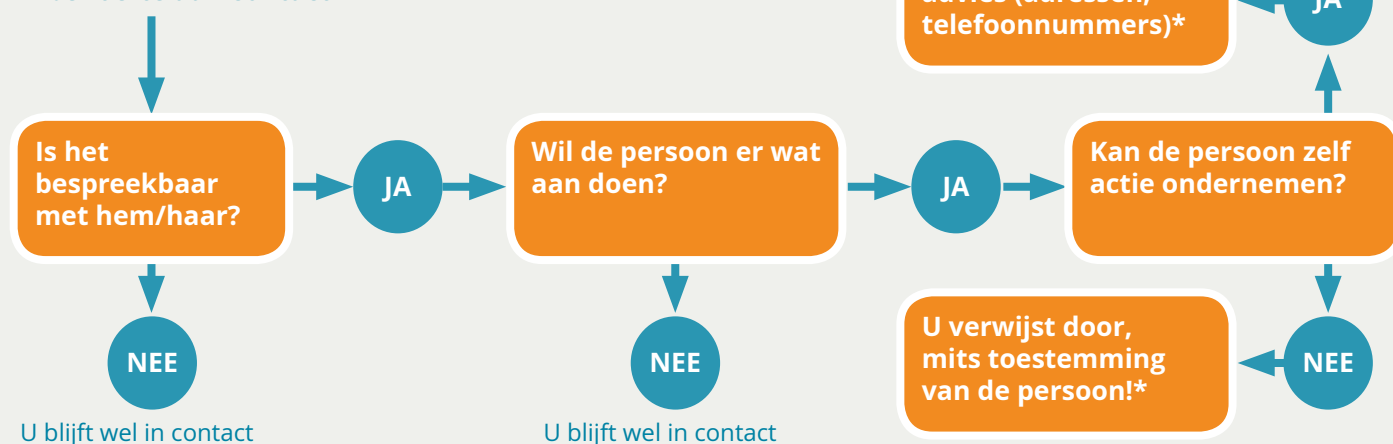 telefoonnummers)*
JA
Is het
bespreekbaar
met hem/haar?
JA
Wil de persoon er wat
aan doen?
JA
Kan de persoon zelf
actie ondernemen?
NEE
U blijft wel in contact
NEE
U blijft wel in contact
U verwijst door,
mits toestemming
van de persoon!*
NEE